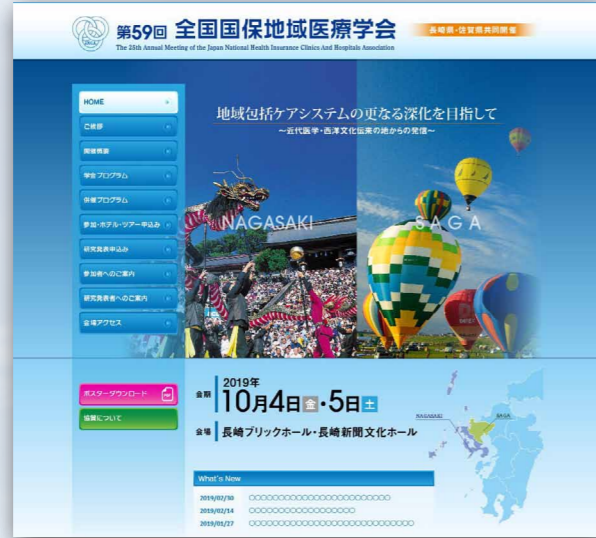 第59回 全国国保地域医療学会
The 25th Annual Meeting of the Japan National Health Insurance Clinics And Hospitals Association
長崎県・佐賀県共同開催
HOME
ご挨拶
開催概要
学会プログラム
併催プログラム
参加・ホテル・ツアー申込み
研究発表申込み
参加者へのご案内
研究発表者へのご案内
会場アクセス
地域包括ケアシステムの更なる深化を目指して
～近代医学・西洋文化伝来の地からの発信～
NAGASAKI
SAGA
ポスターダウンロード
協賛について
会期 2019年
10月4日金・5日土
会場 長崎ブリックホール・長崎新聞文化ホール
NAGASAKI
SAGA
What's New
2019/02/30 ○○○○○○○○○○○○○○○○○○○○○○○○
2019/02/14 ○○○○○○○○○○○○○○○○○○
2019/01/27 ○○○○○○○○○○○○○○○○○○○○○○○○○○○○